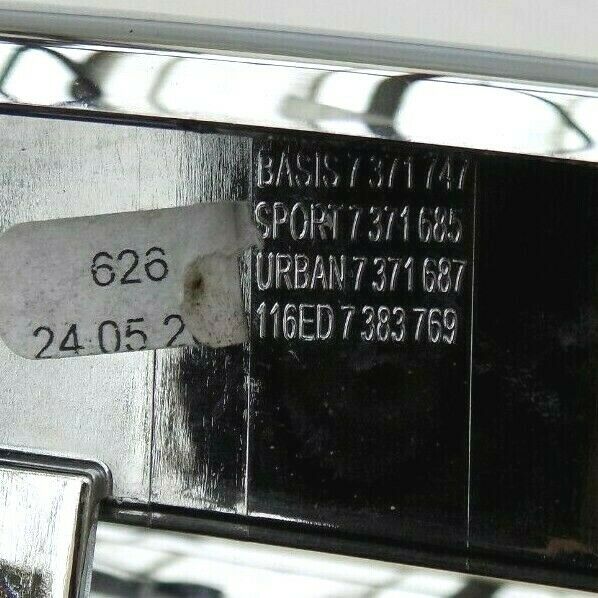 BASIS 7 371 747
SPORT 7 371 685
URBAN 7 371 687
116ED 7 383 769
626
24.05.2